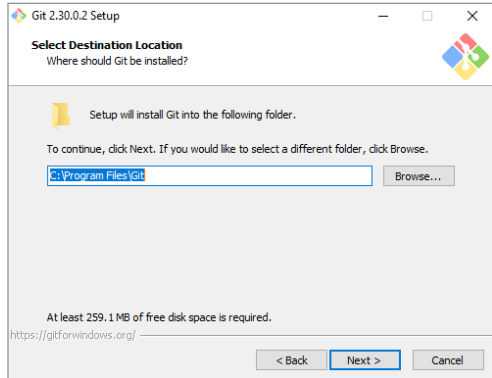 Git 2.30.0.2 Setup
Select Destination Location
Where should Git be installed?
Setup will install Git into the following folder.
To continue, click Next. If you would like to select a different folder, click Browse.
C:\Program Files\Git
Browse...
At least 259.1 MB of free disk space is required.
https://gitforwindows.org/
< Back
Next >
Cancel